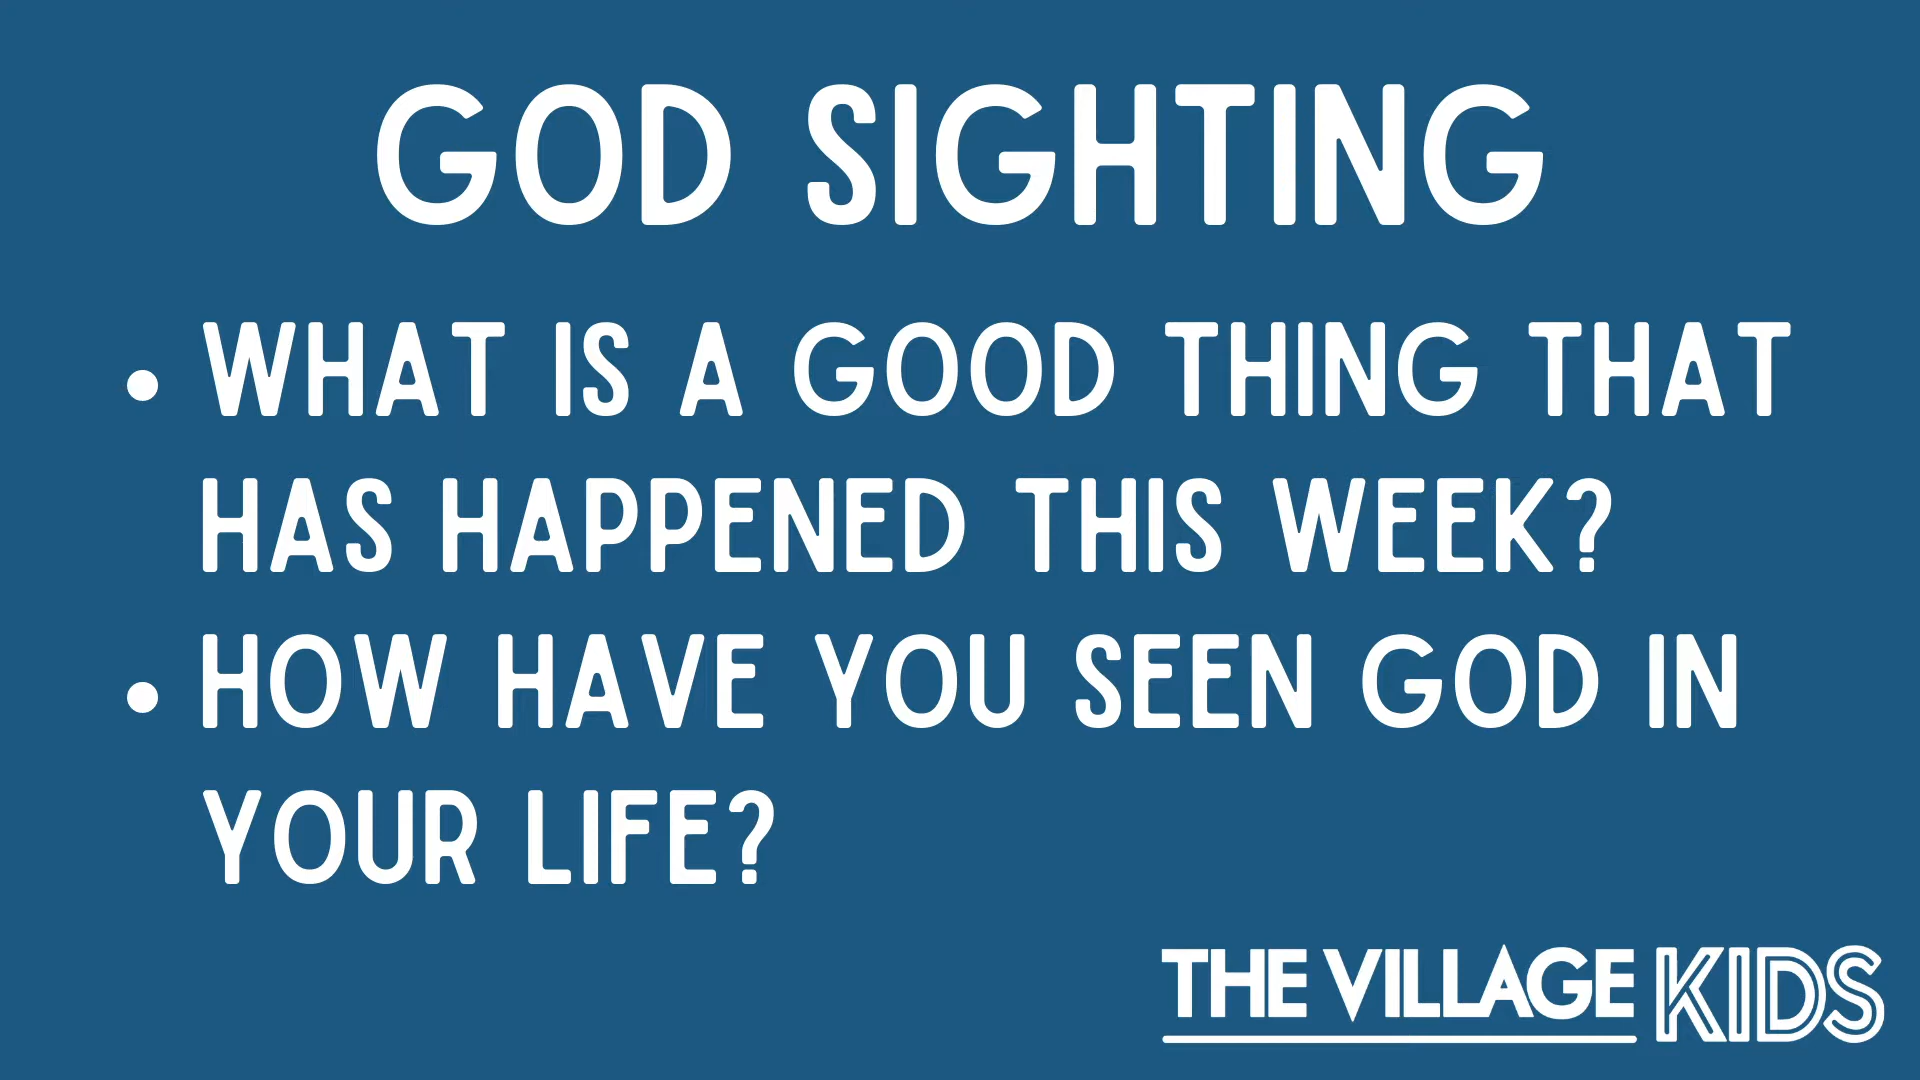 GOD SIGHTING
• WHAT IS A GOOD THING THAT
HAS HAPPENED THIS WEEK?
• HOW HAVE YOU SEEN GOD IN
YOUR LIFE?
THE VILLAGE KIDS